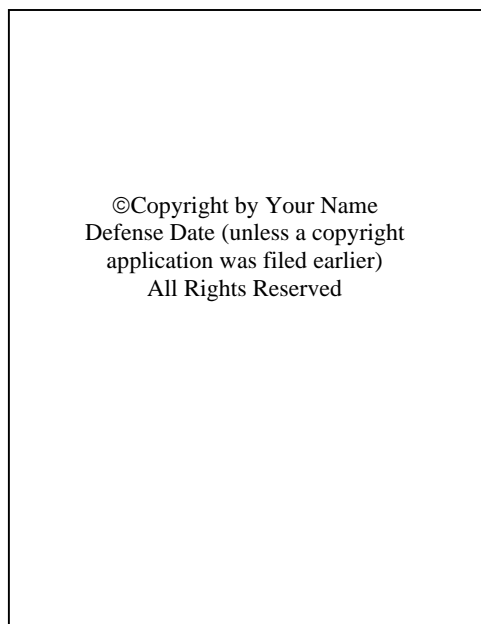 ©Copyright by Your Name
Defense Date (unless a copyright
application was filed earlier)
All Rights Reserved